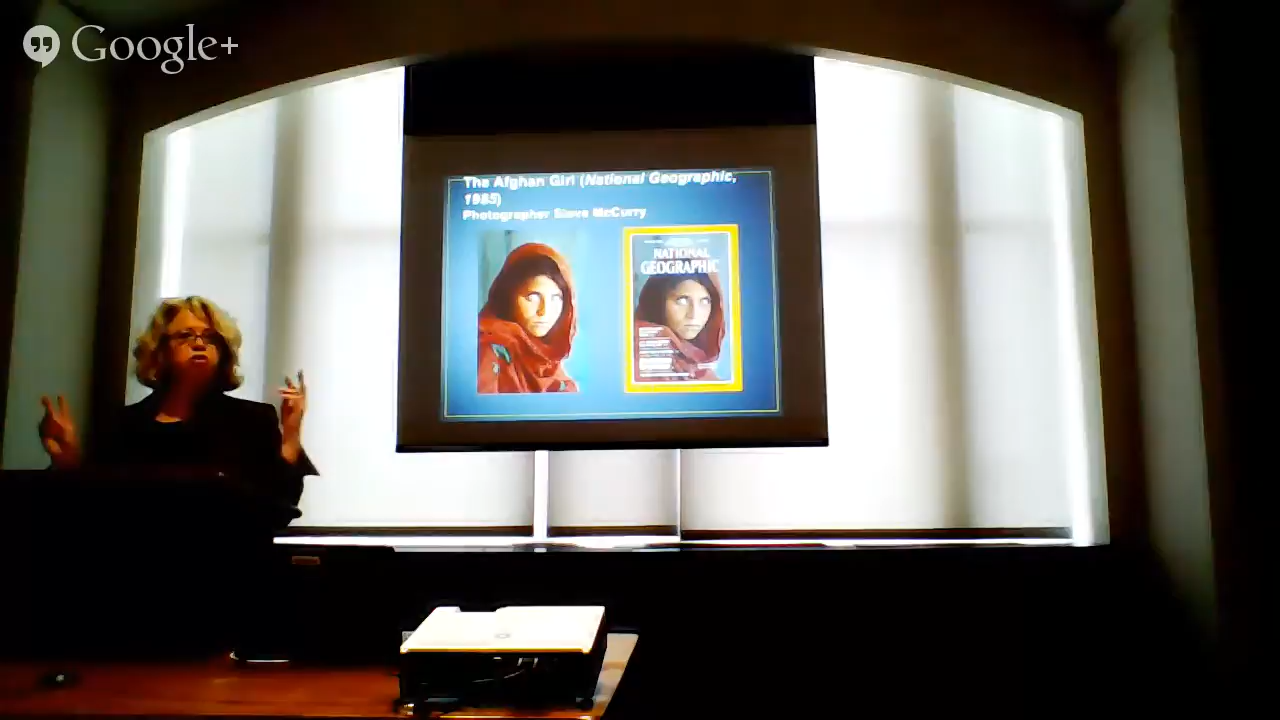 Google+
The Afghan Girl (National Geographic,
1985)
Photographer Steve McCurry
NATIONAL
GEOGRAPHIC